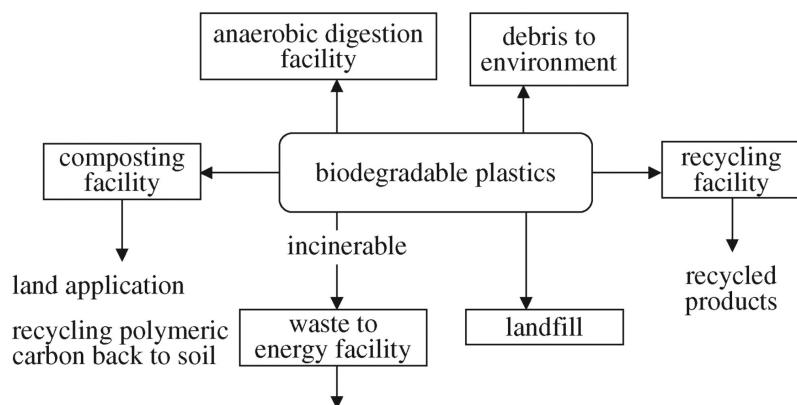 anaerobic digestion
facility
debris to
environment
composting
facility
biodegradable plastics
recycling
facility
incinerable
land application
recycling polymeric
carbon back to soil
waste to
energy facility
landfill
recycled
products